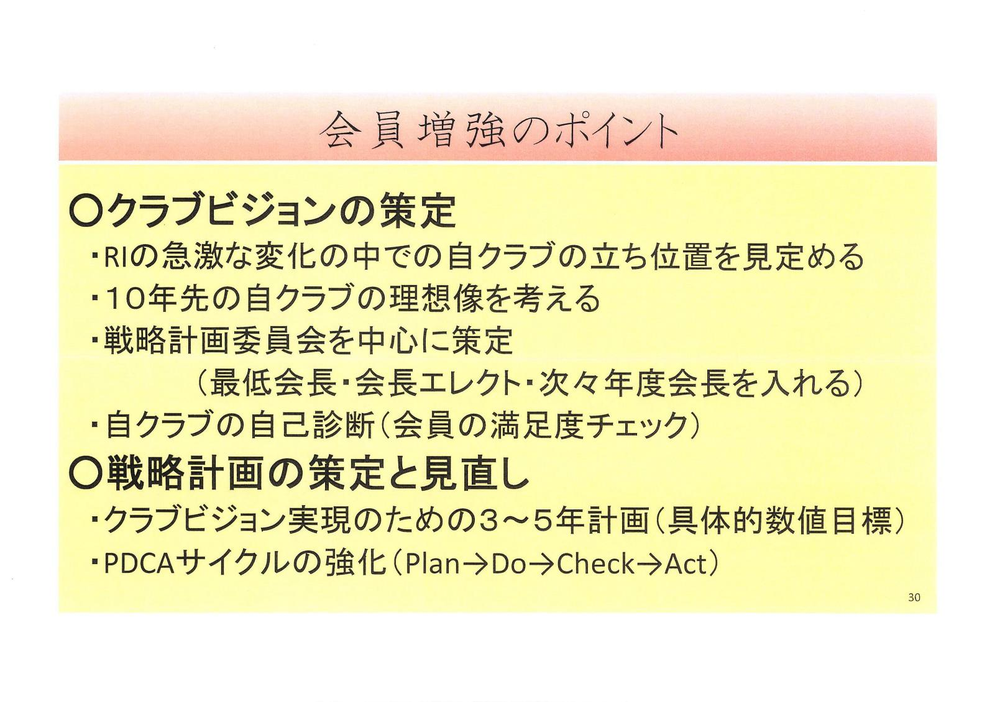 会員増強のポイント
〇クラブビジョンの策定
・RIの急激な変化の中での自クラブの立ち位置を見定める
・１０年先の自クラブの理想像を考える
・戦略計画委員会を中心に策定
（最低会長・会長エレクト・次々年度会長を入れる）
・自クラブの自己診断（会員の満足度チェック）
〇戦略計画の策定と見直し
・クラブビジョン実現のための３～５年計画（具体的数値目標）
・PDCAサイクルの強化（Plan→Do→Check→Act）
30